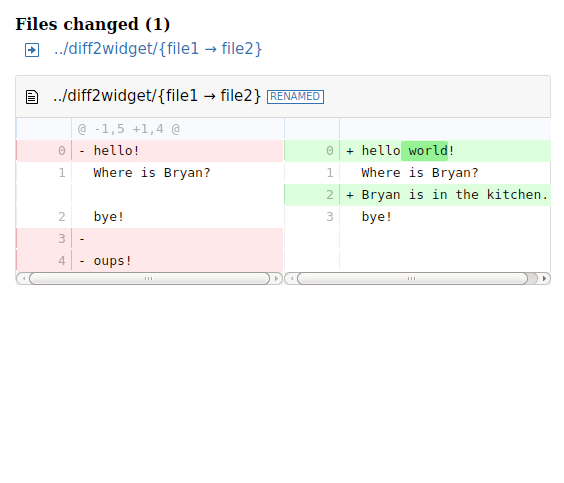 Files changed (1)
../diff2widget/{file1 → file2}
../diff2widget/{file1 → file2} RENAMED
@ -1,5 +1,4 @
0 - hello! 0 + hello world!
1 Where is Bryan? 1 Where is Bryan?
2 + Bryan is in the kitchen.
2 bye! 3 bye!
3 -
4 - oups!